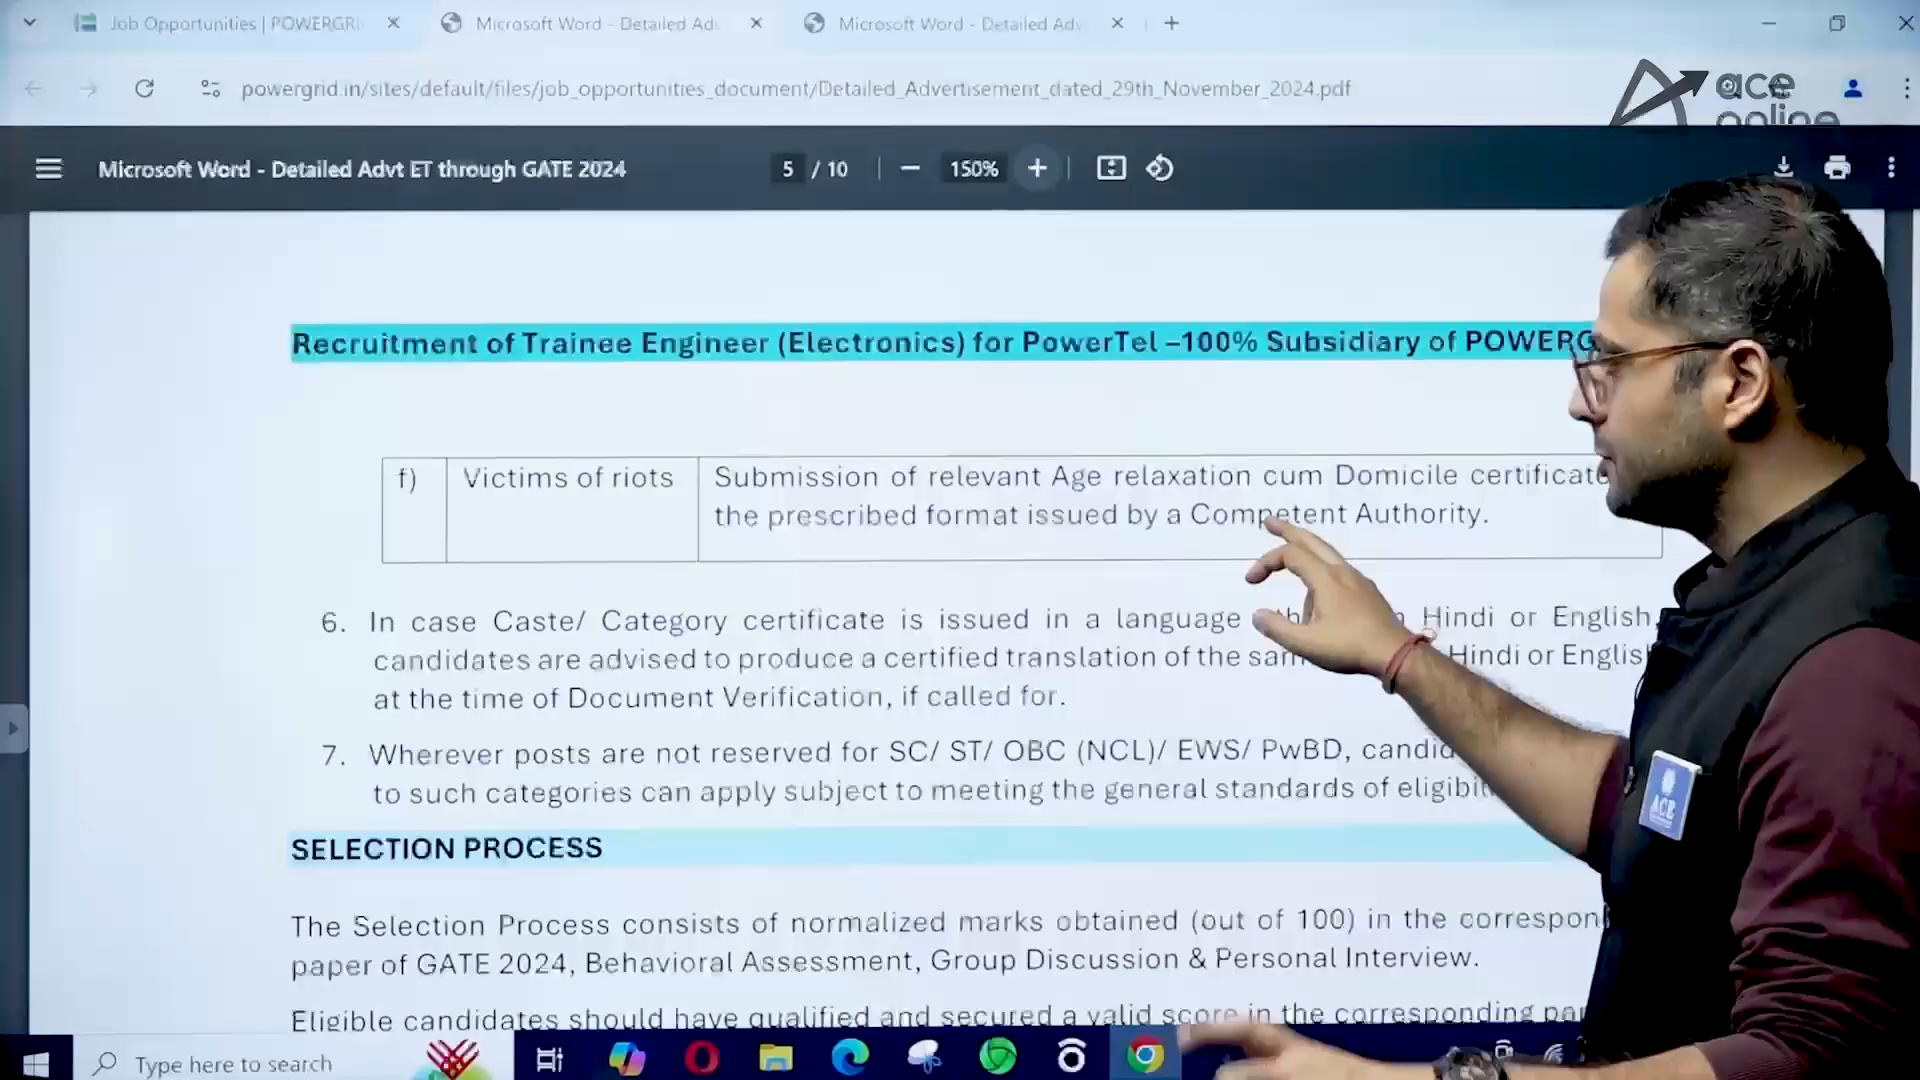 Job Opportunities | POWERGRI
Microsoft Word - Detailed Ad
Microsoft Word - Detailed Adv
powergrid.in/sites/default/files/job_opportunities_document/Detailed_Advertisement_dated_29th_November_2024.pdf
ace
online
Microsoft Word - Detailed Advt ET through GATE 2024
5 / 10
150%
Recruitment of Trainee Engineer (Electronics) for PowerTel –100% Subsidiary of POWERG
f) Victims of riots Submission of relevant Age relaxation cum Domicile certificate
the prescribed format issued by a Competent Authority.
6. In case Caste/ Category certificate is issued in a language Hindi or English,
candidates are advised to produce a certified translation of the Hindi or English
at the time of Document Verification, if called for.
7. Wherever posts are not reserved for SC/ ST/ OBC (NCL)/ EWS/ PwBD, candid
to such categories can apply subject to meeting the general standards of
SELECTION PROCESS
The Selection Process consists of normalized marks obtained (out of 100) in the correspon
paper of GATE 2024, Behavioral Assessment, Group Discussion & Personal Interview.
Eligible candidates should have qualified and secured a valid score in the corresponding
ACE
Type here to search